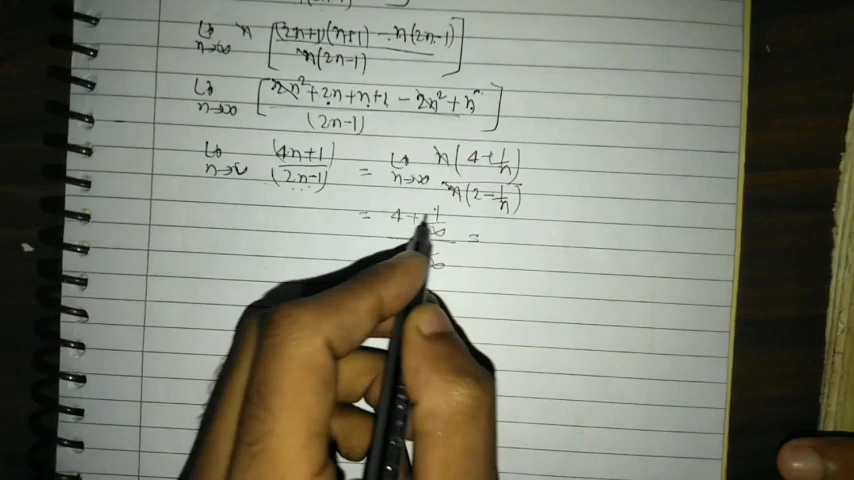 Lt n→∞ n [ (2n+1)(n+1) - n(2n-1) / n(2n-1) ]
Lt n→∞ [ 2n² + 2n + n + 1 - 2n² + n / (2n-1) ]
Lt n→∞ (4n+1) / (2n-1) = Lt n→∞ n(4+1/n) / n(2-1/n)
= 4 + 1/∞ =